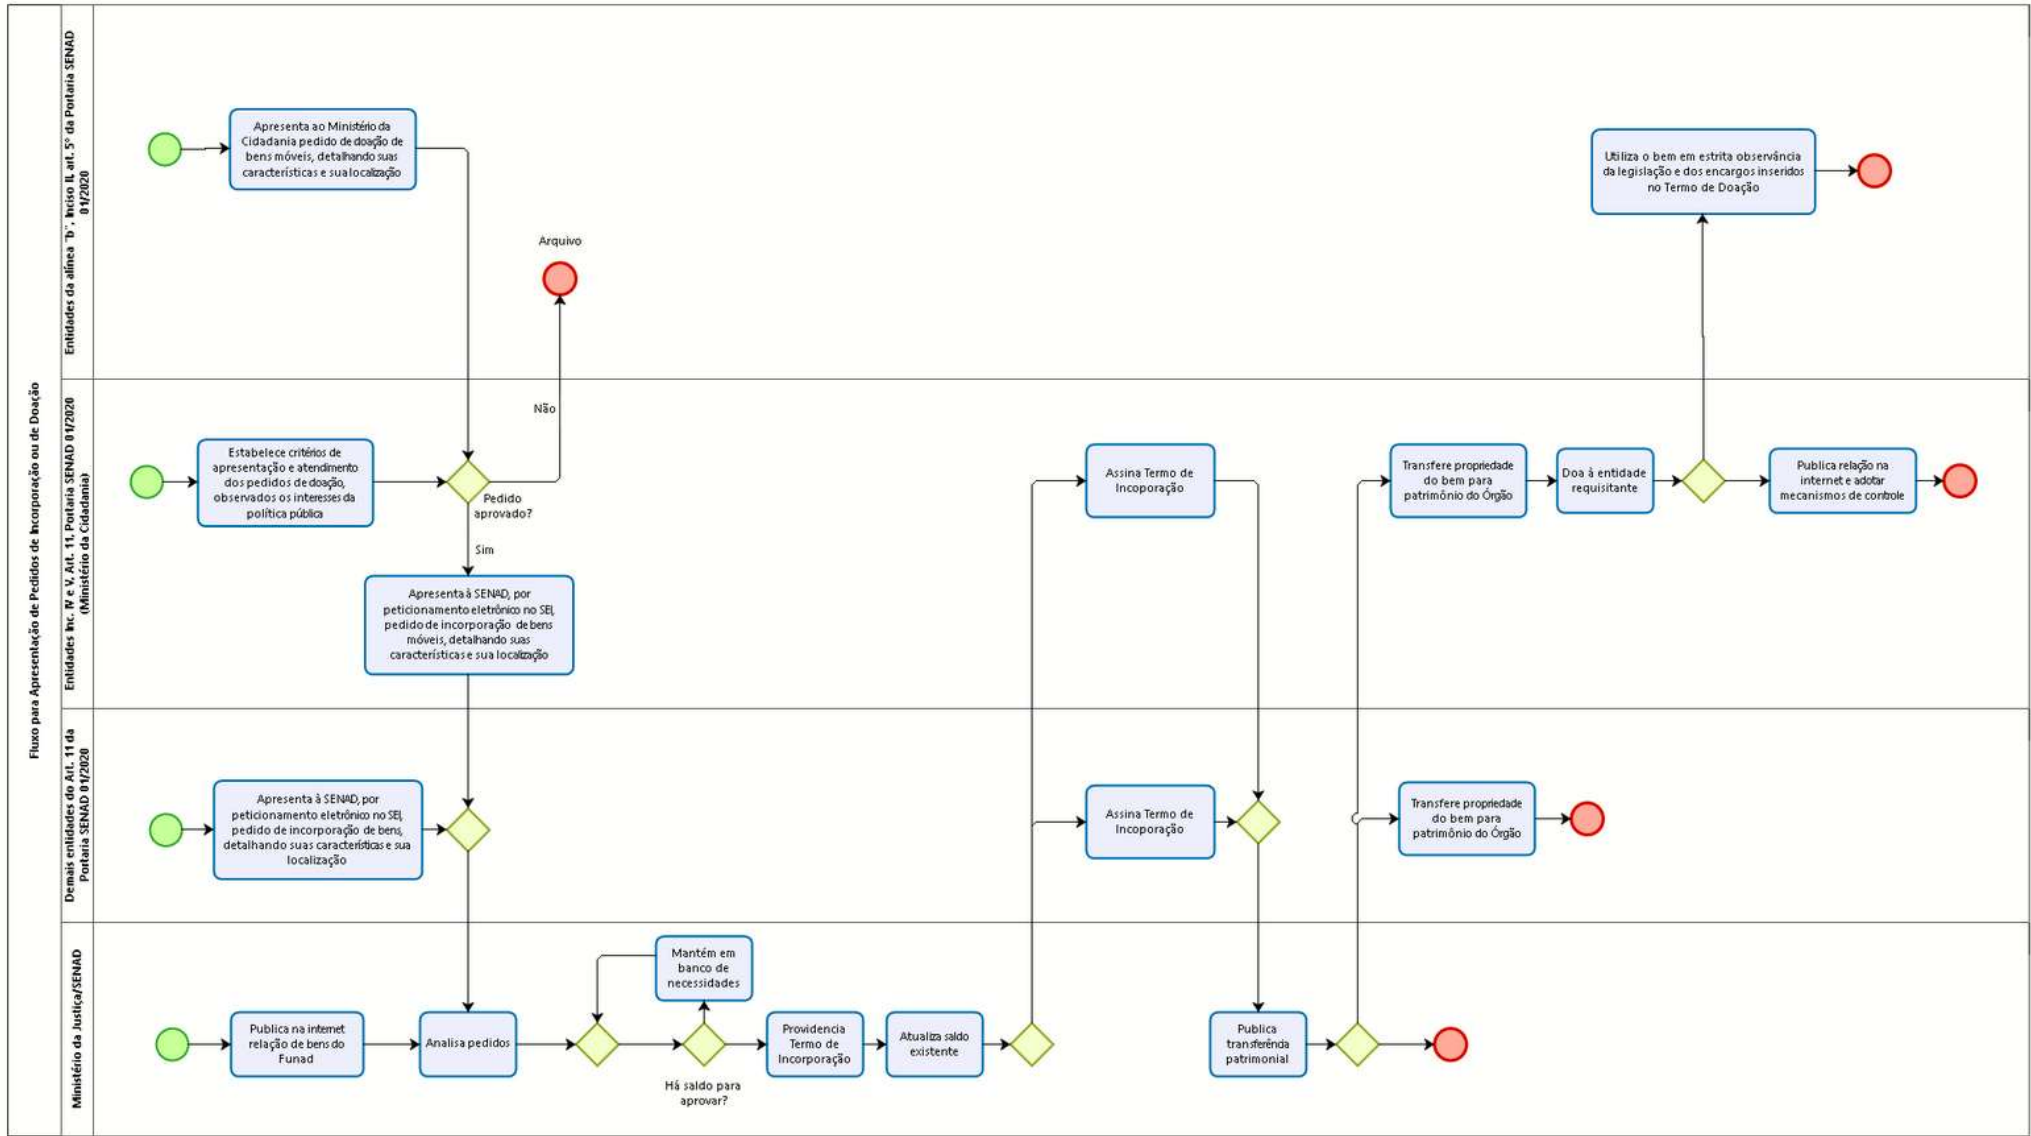 Fluxo para Apresentação de Pedidos de Incorporação ou de Doação
Entidades da alínea "b", Inciso II, art. 5º da Portaria SENAD
01/2020
Apresenta ao Ministério da
Cidadania pedido de doação de
bens móveis, detalhando suas
características e sua localização
Arquivo
Utiliza o bem em estrita observância
da legislação e dos encargos inseridos
no Termo de Doação
Entidades Inc. IV e V, Art. 11, Portaria SENAD 01/2020
(Ministério da Cidadania)
Estabelece critérios de
apresentação e atendimento
dos pedidos de doação,
observados os interesses da
política pública
Não
Pedido
aprovado?
Sim
Apresenta à SENAD, por
peticionamento eletrônico no SEI,
pedido de incorporação de bens
móveis, detalhando suas
características e sua localização
Assina Termo de
Incoporação
Transfere propriedade
do bem para
patrimônio do Órgão
Doa à entidade
requisitante
Publica relação na
internet e adotar
mecanismos de controle
Demais entidades do Art. 11 da
Portaria SENAD 01/2020
Apresenta à SENAD, por
peticionamento eletrônico no SEI,
pedido de incorporação de bens,
detalhando suas características e sua
localização
Assina Termo de
Incoporação
Transfere propriedade
do bem para
patrimônio do Órgão
Ministério da Justiça/SENAD
Publica na internet
relação de bens do
Funad
Analisa pedidos
Mantém em
banco de
necessidades
Há saldo para
aprovar?
Providencia
Termo de
Incorporação
Atualiza saldo
existente
Publica
transferência
patrimonial